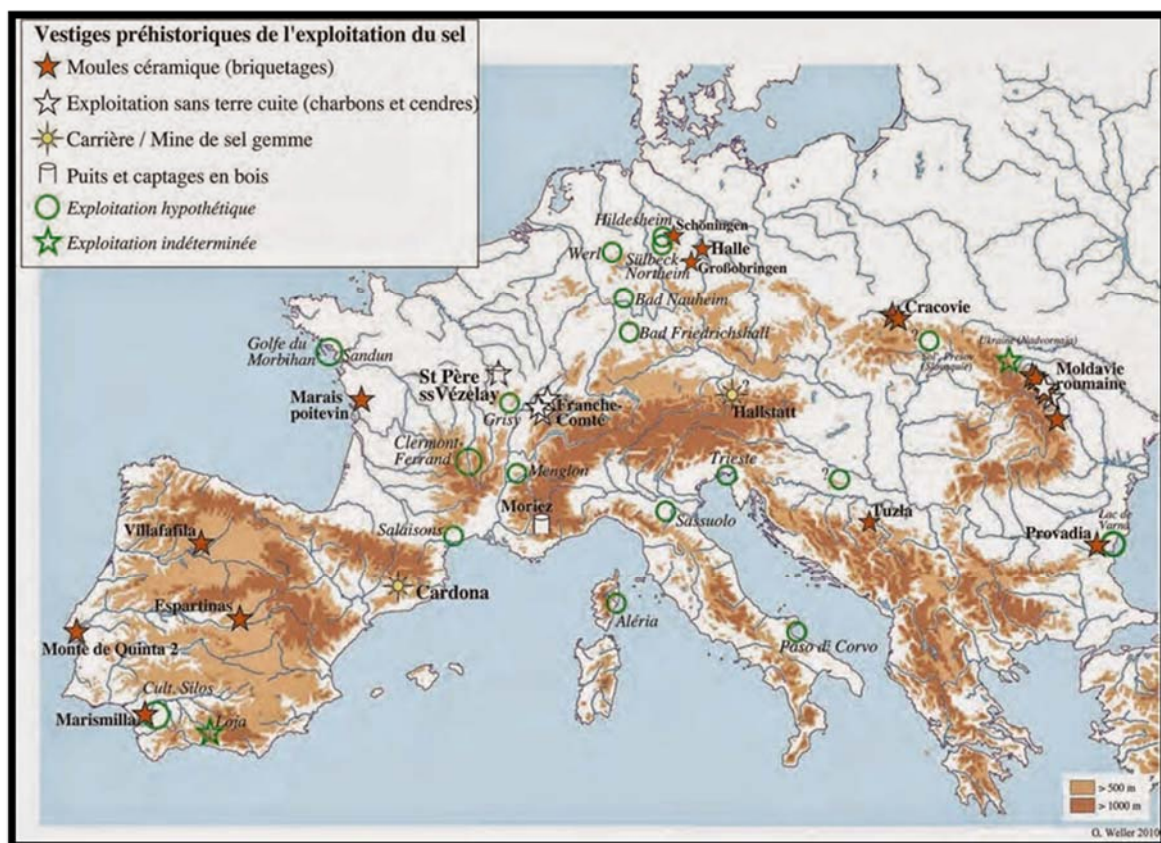 Vestiges préhistoriques de l'exploitation du sel
Moules céramique (briquetages)
Exploitation sans terre cuite (charbons et cendres)
Carrière / Mine de sel gemme
Puits et captages en bois
Exploitation hypothétique
Exploitation indéterminée
Hildesheim
Schöningen
Werl
Halle
Sülbeck
Northeim
Großobringen
Bad Nauheim
Bad Friedrichshall
Cracovie
?
Ukraine (Nadvornaja)
Moldavie
roumaine
Golfe du
Morbihan
Sandun
St Père
ssVézelay
Marais
poitevin
Grisy
Franche-
Comté
?
Hallstatt
Clermont-
Ferrand
Menglon
Trieste
?
Moriez
Sassuolo
Tuzla
Lac de
Varna
Provadia
Salaisons
Villafafila
Cardona
Espartinas
Aléria
Paso di Corvo
Monte de Quinta 2
Cult. Silos
Marismilla
Loja
> 500 m
> 1000 m
O. Weller 2010